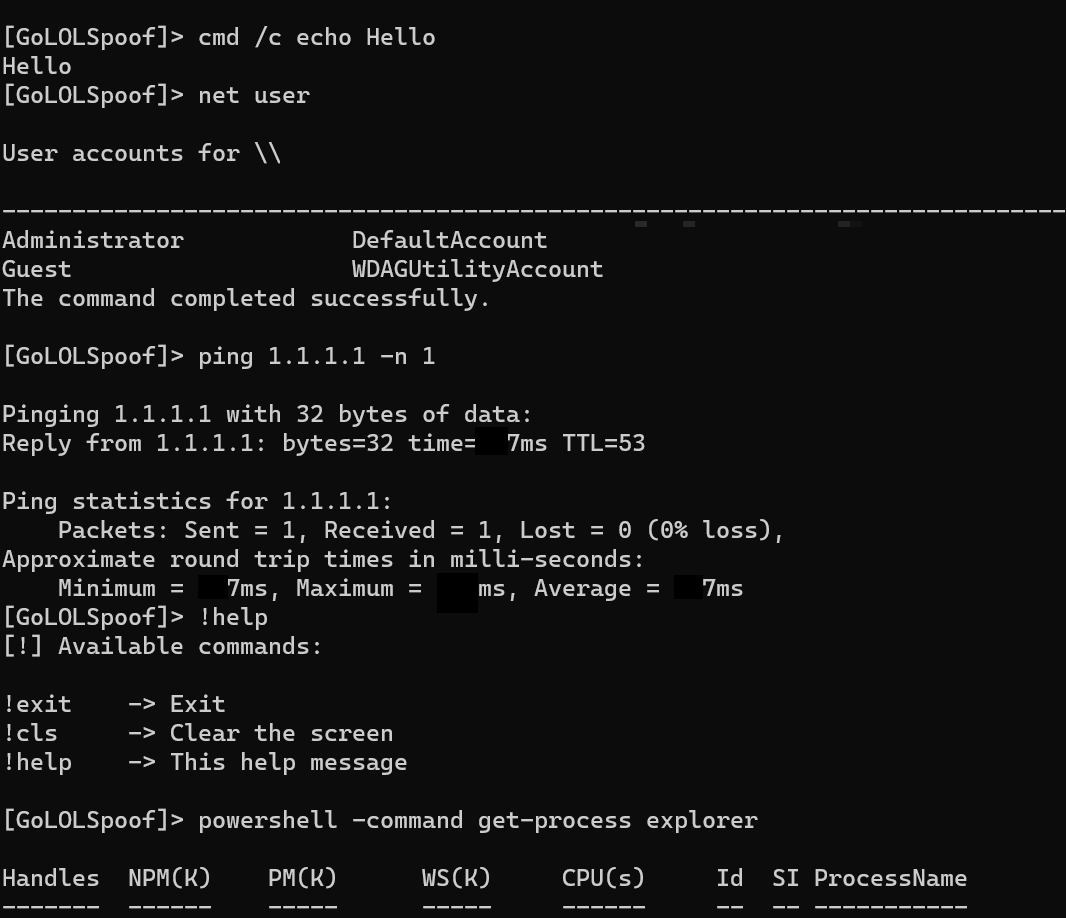 [GoLOLSpoof]> cmd /c echo Hello
Hello
[GoLOLSpoof]> net user
User accounts for \\
-------------------------------------------------------------------------------
Administrator            DefaultAccount
Guest                    WDAGUtilityAccount
The command completed successfully.
[GoLOLSpoof]> ping 1.1.1.1 -n 1
Pinging 1.1.1.1 with 32 bytes of data:
Reply from 1.1.1.1: bytes=32 time= 7ms TTL=53
Ping statistics for 1.1.1.1:
    Packets: Sent = 1, Received = 1, Lost = 0 (0% loss),
Approximate round trip times in milli-seconds:
    Minimum = 7ms, Maximum = ms, Average = 7ms
[GoLOLSpoof]> !help
[!] Available commands:
!exit    -> Exit
!cls     -> Clear the screen
!help    -> This help message
[GoLOLSpoof]> powershell -command get-process explorer
Handles  NPM(K)    PM(K)      WS(K)     CPU(s)     Id  SI ProcessName
-------  ------    -----      -----     ------     --  -- -----------